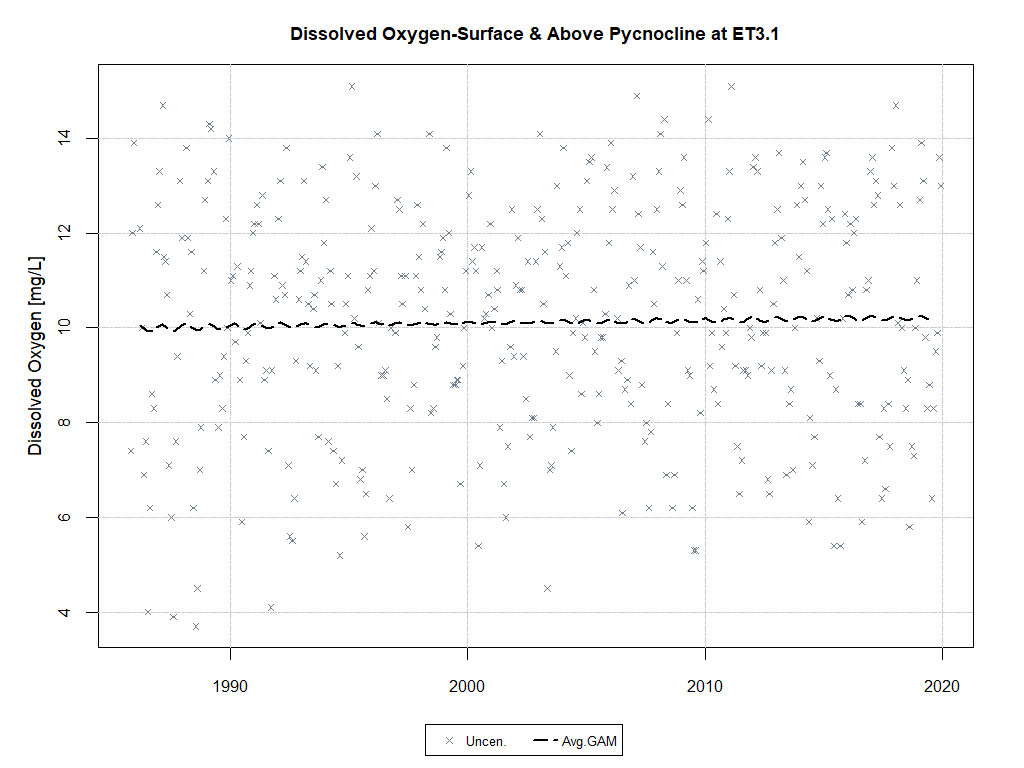 Dissolved Oxygen-Surface & Above Pycnocline at ET3.1
Dissolved Oxygen [mg/L]
14
12
10
8
6
4
1990 2000 2010 2020
Uncen. Avg.GAM